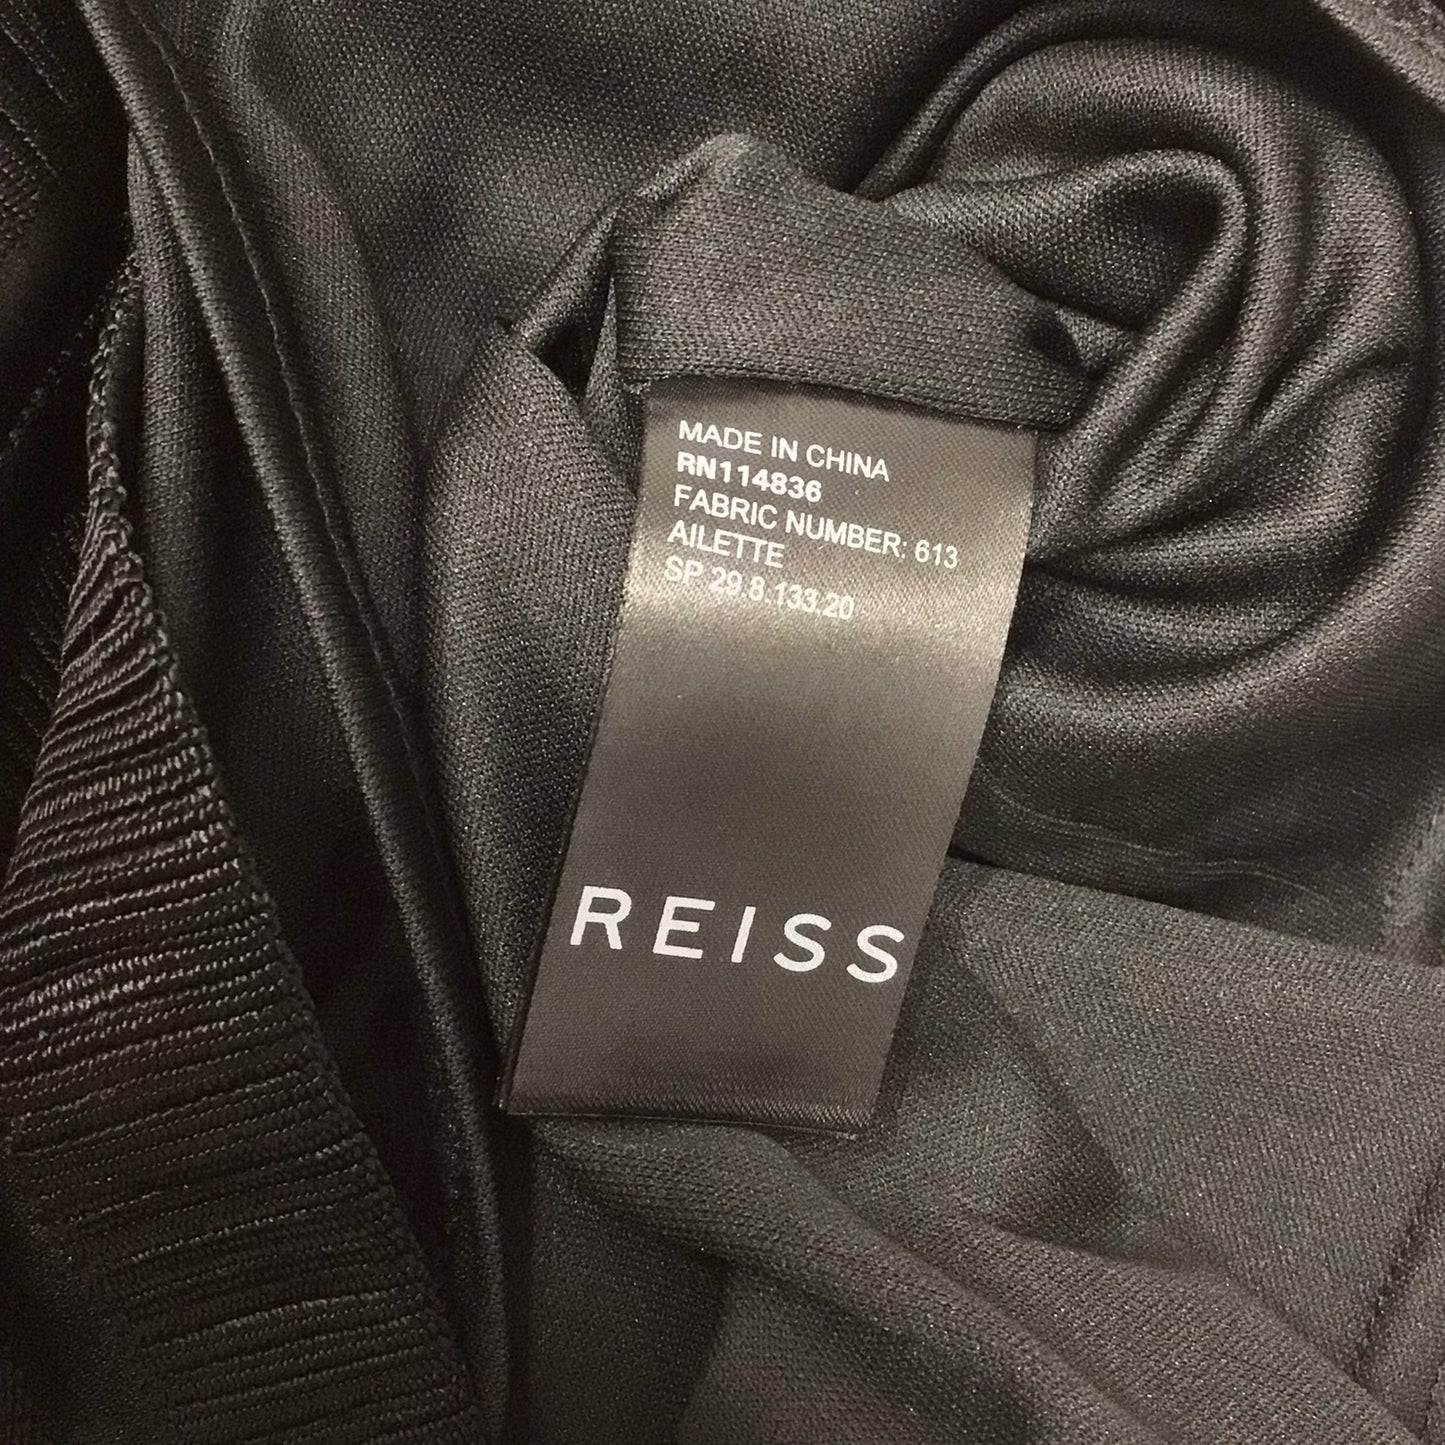 MADE IN CHINA
RN114836
FABRIC NUMBER: 613
AILETTE
SP 29.8.133.20
REISS